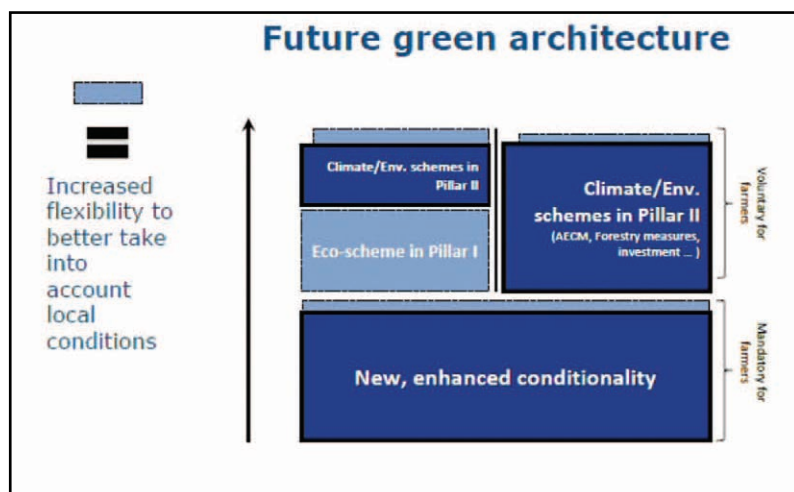 Future green architecture
Increased
flexibility to
better take
into
account
local
conditions
Climate/Env. schemes in
Pillar II
Eco-scheme in Pillar I
Climate/Env.
schemes in Pillar II
(AECM, Forestry measures,
investment ... )
Voluntary for
farmers
New, enhanced conditionality
Mandatory for
farmers